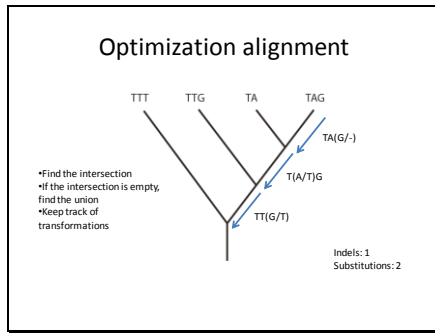 Optimization alignment
TTT TTG TA TAG
TA(G/-)
T(A/T)G
TT(G/T)
•Find the intersection
•If the intersection is empty,
find the union
•Keep track of
transformations
Indels: 1
Substitutions: 2